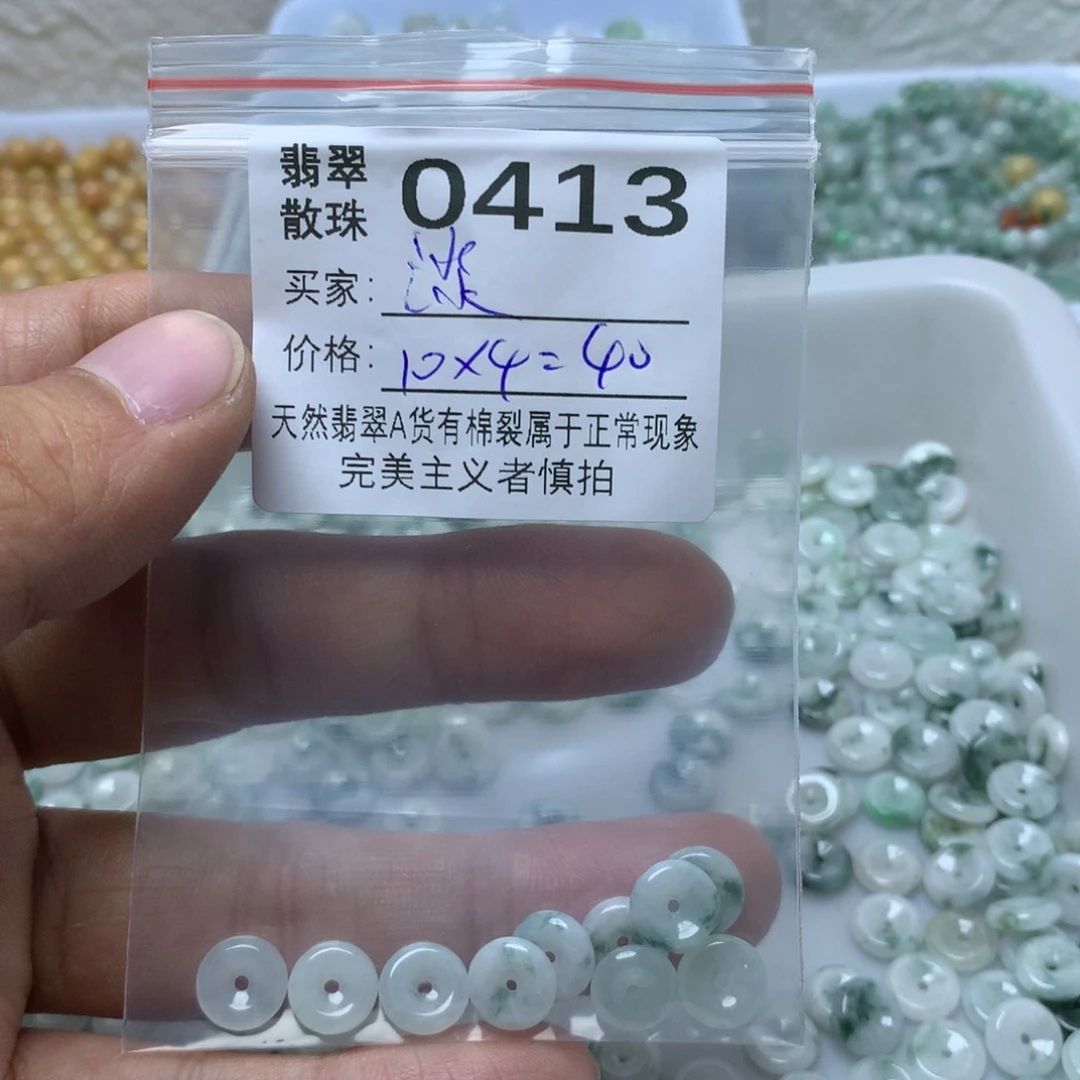 翡翠 0413
散珠
买家：
价格：10×4=40
天然翡翠A货有棉裂属于正常现象
完美主义者慎拍